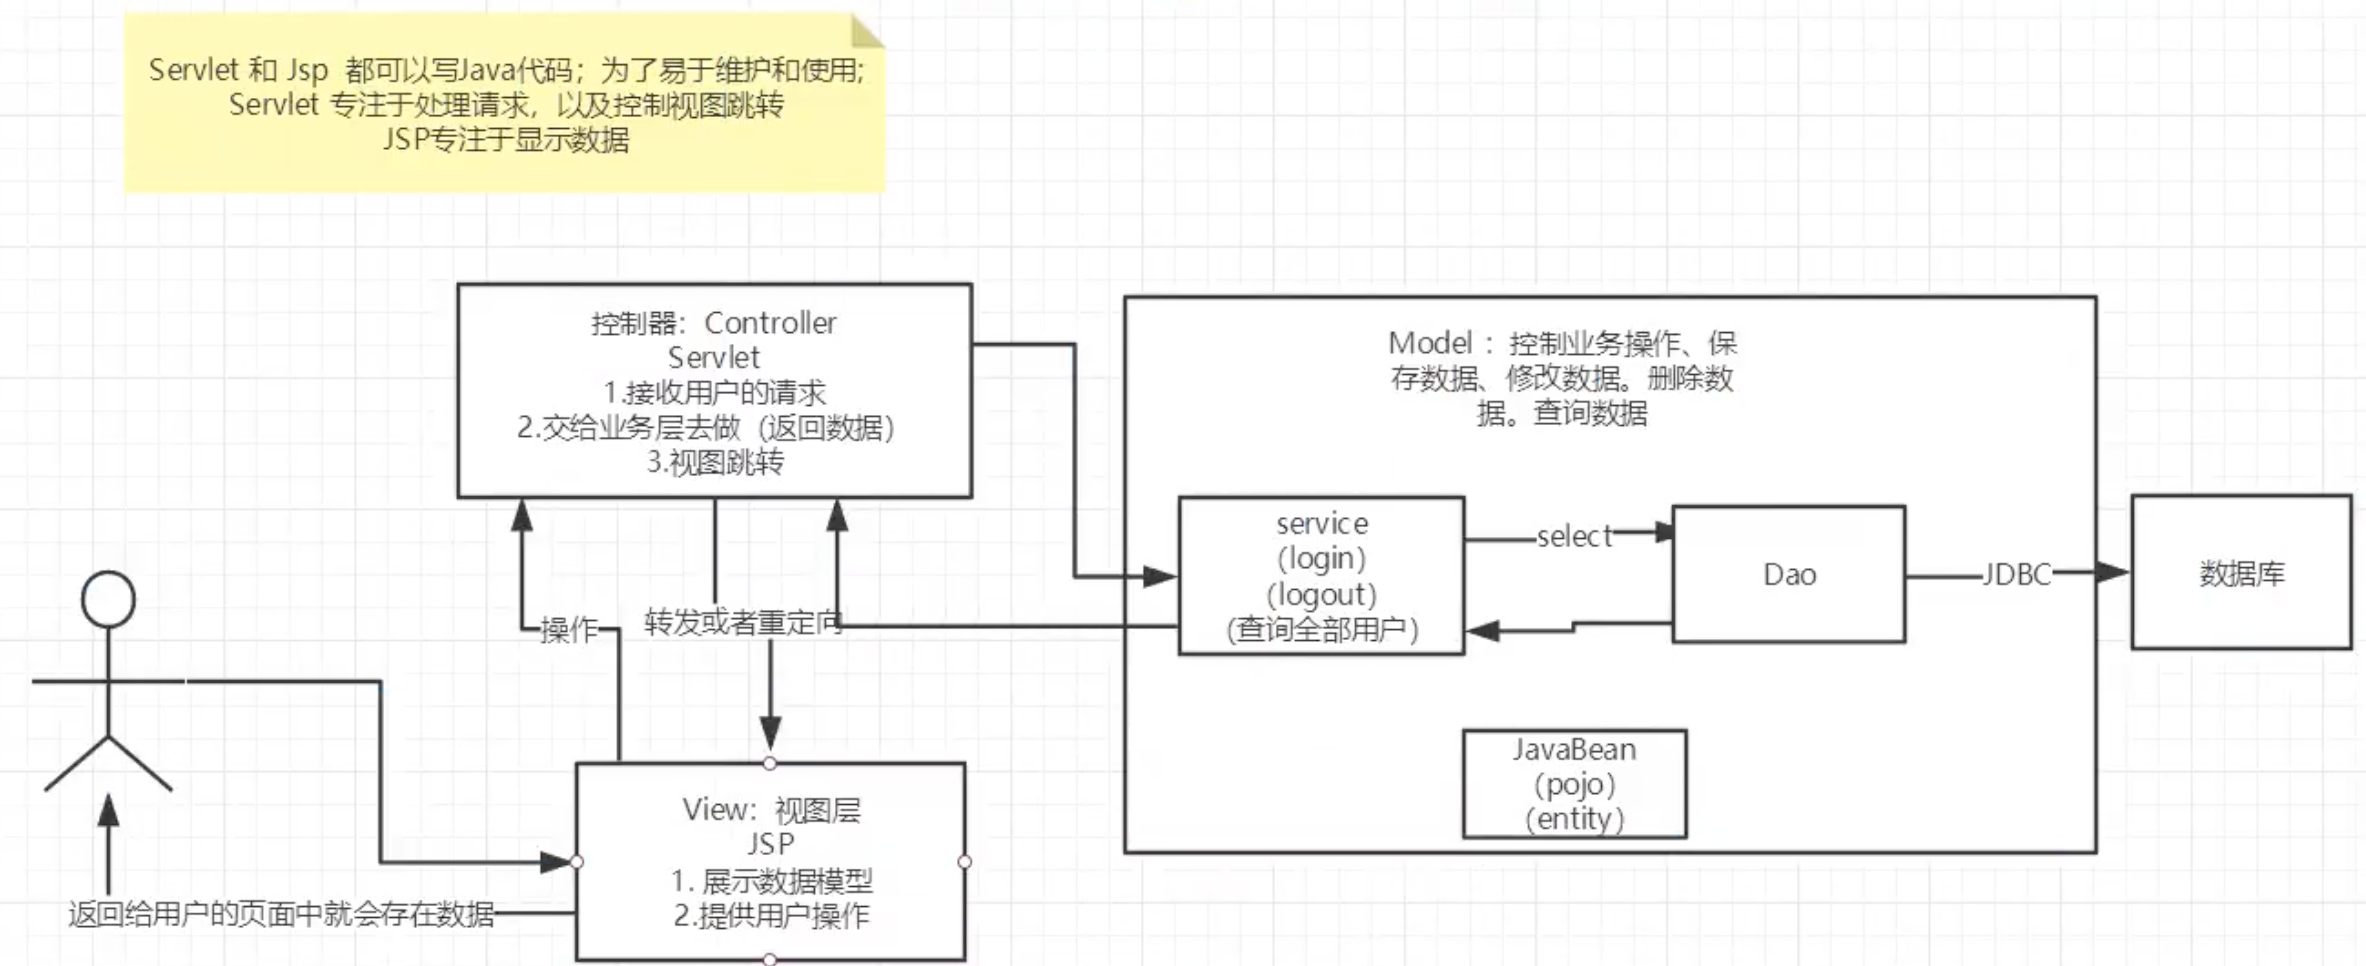 Servlet 和 Jsp 都可以写Java代码；为了易于维护和使用;
Servlet 专注于处理请求，以及控制视图跳转
JSP专注于显示数据
控制器：Controller
Servlet
1.接收用户的请求
2.交给业务层去做（返回数据）
3.视图跳转
Model ：控制业务操作、保
存数据、修改数据。删除数
据。查询数据
service
（login）
（logout）
（查询全部用户）
select
Dao
JDBC
数据库
操作
转发或者重定向
JavaBean
（pojo）
（entity）
View：视图层
JSP
1. 展示数据模型
2.提供用户操作
返回给用户的页面中就会存在数据